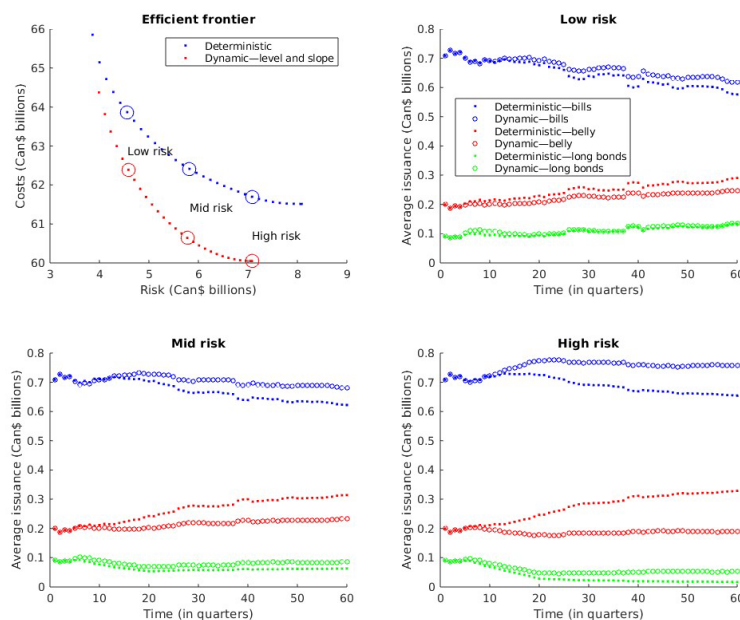 Efficient frontier
66
65
64
63
62
61
60
Costs (Can$ billions)
Deterministic
Dynamic—level and slope
Low risk
Mid risk
High risk
3 4 5 6 7 8 9
Risk (Can$ billions)
Low risk
0.8
0.7
0.6
0.5
0.4
0.3
0.2
0.1
0
Average issuance (Can$ billions)
Deterministic—bills
Dynamic—bills
Deterministic—belly
Dynamic—belly
Deterministic—long bonds
Dynamic—long bonds
0 10 20 30 40 50 60
Time (in quarters)
Mid risk
0.8
0.7
0.6
0.5
0.4
0.3
0.2
0.1
0
Average issuance (Can$ billions)
0 10 20 30 40 50 60
Time (in quarters)
High risk
0.8
0.7
0.6
0.5
0.4
0.3
0.2
0.1
0
Average issuance (Can$ billions)
0 10 20 30 40 50 60
Time (in quarters)